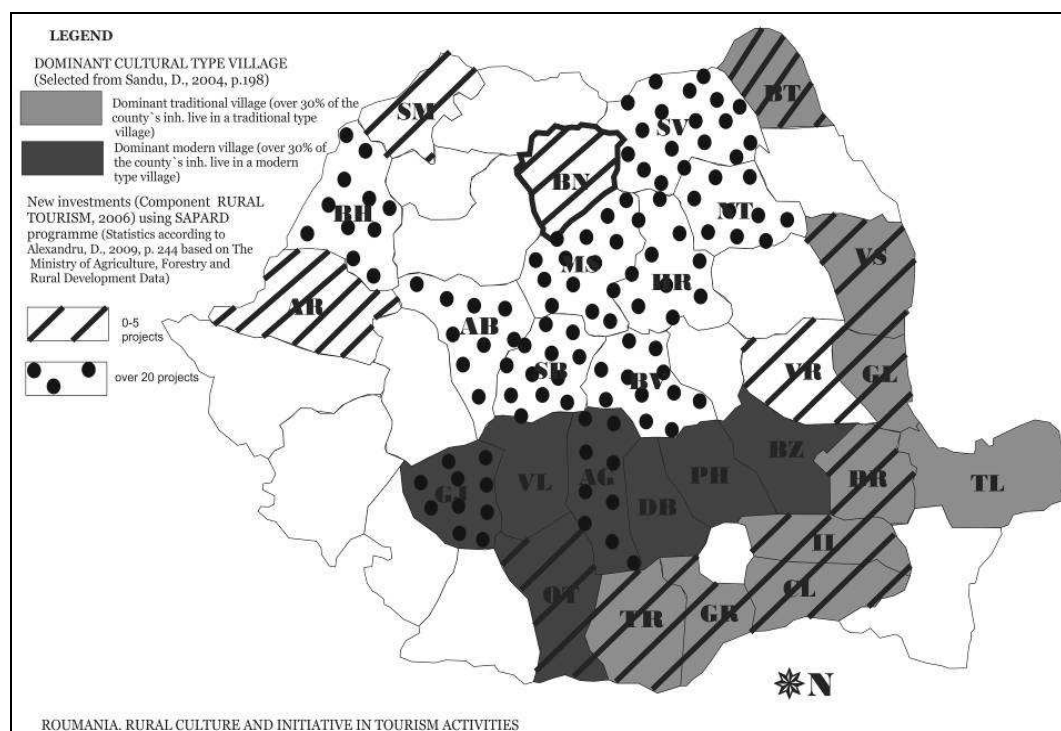 LEGEND
DOMINANT CULTURAL TYPE VILLAGE
(Selected from Sandu, D., 2004, p.198)
Dominant traditional village (over 30% of the
county`s inh. live in a traditional type
village)
Dominant modern village (over 30% of
the county`s inh. live in a modern
type village)
New investments (Component RURAL
TOURISM, 2006) using SAPARD
programme (Statistics according to
Alexandru, D., 2009, p. 244 based on The
Ministry of Agriculture, Forestry and
Rural Development Data)
0-5
projects
over 20 projects
SM
BT
SV
BN
BH
NT
MS
HR
VS
AR
AB
SB
BV
VR
GL
GJ
VL
AG
DB
PH
BZ
BR
TL
IL
OT
TR
GR
CL
N
ROUMANIA. RURAL CULTURE AND INITIATIVE IN TOURISM ACTIVITIES